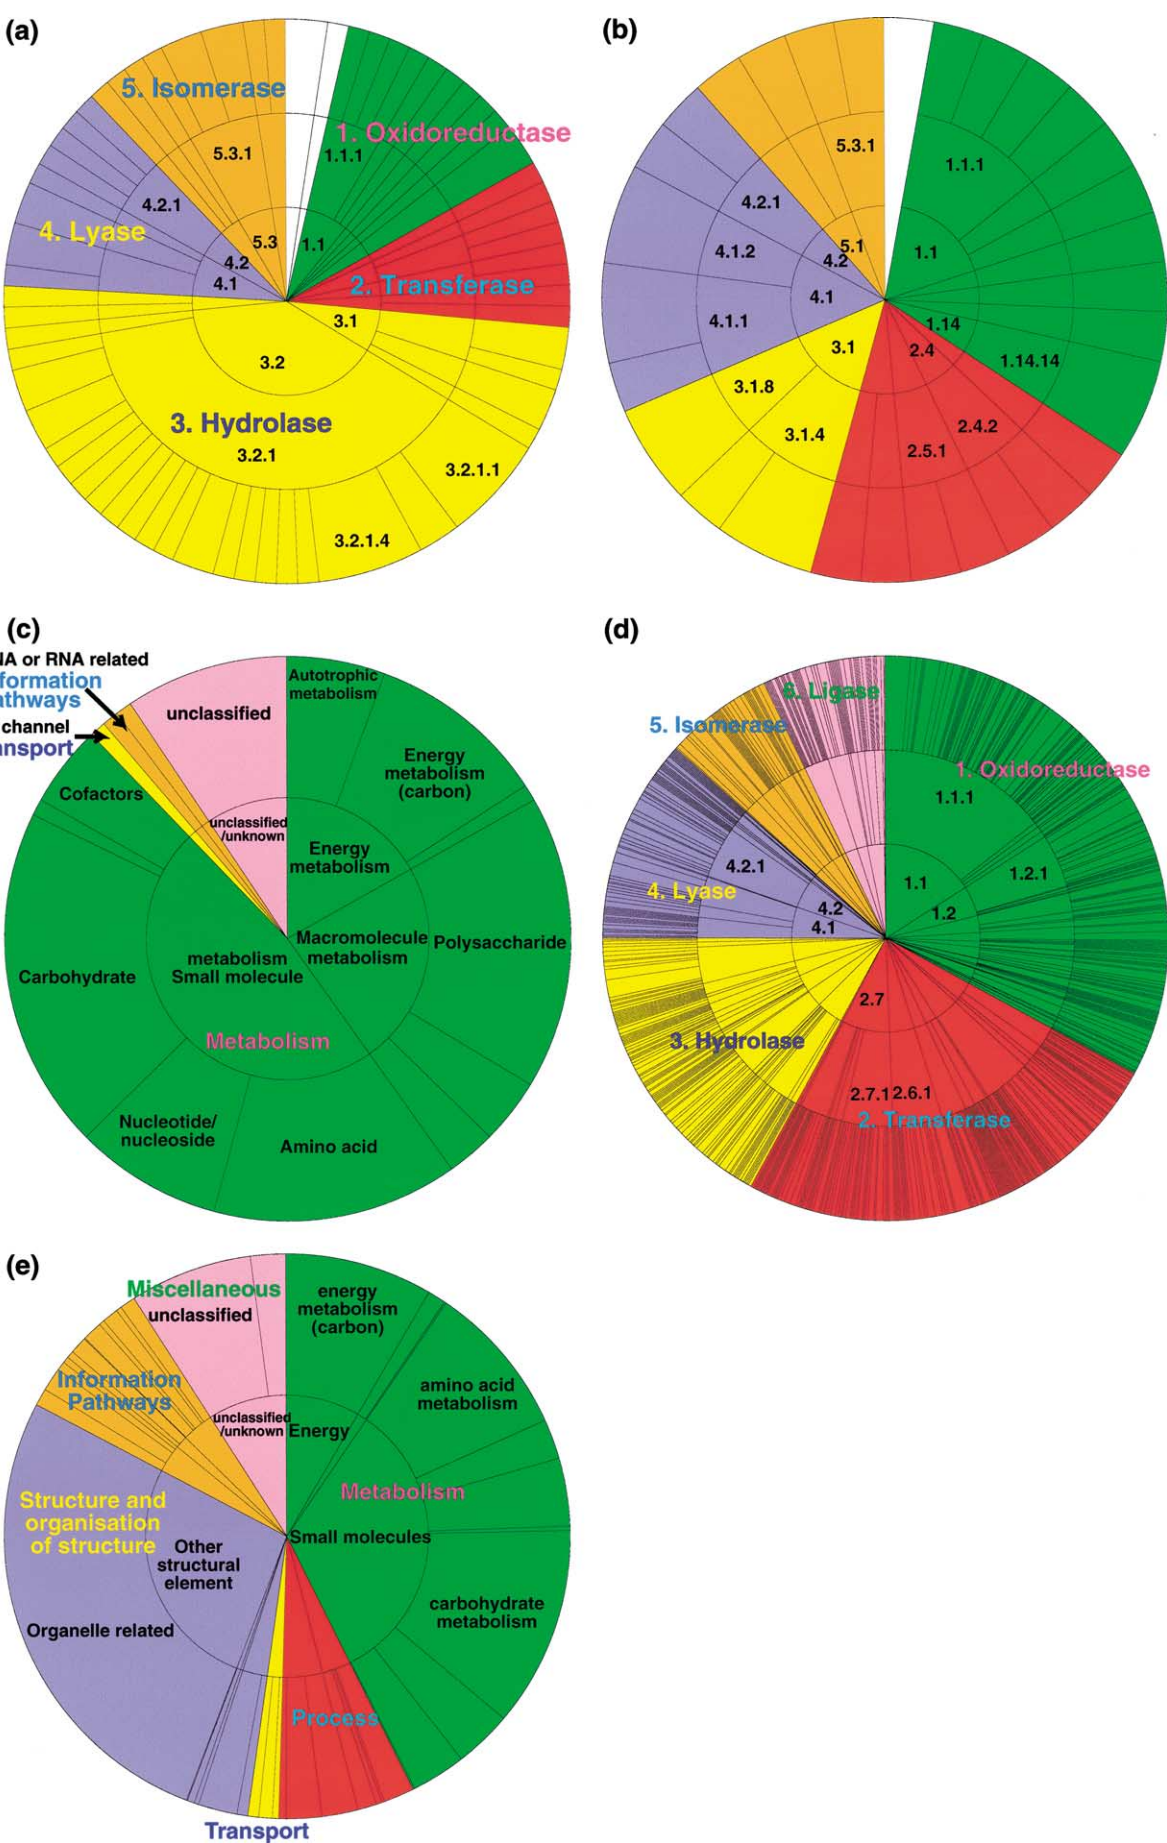 (a)
5. Isomerase
1. Oxidoreductase
1.1.1
5.3.1
4.2.1
4. Lyase
5.3
1.1
4.2
4.1
2. Transferase
3.1
3.2
3. Hydrolase
3.2.1
3.2.1.1
3.2.1.4
(b)
5.3.1
1.1.1
4.2.1
4.1.2
5.1
4.2
1.1
4.1
4.1.1
1.14
3.1
2.4
1.14.14
3.1.8
3.1.4
2.4.2
2.5.1
(c)
NA or RNA related
formation
athways
channel
ansport
unclassified
Autotrophic
metabolism
Energy
metabolism
(carbon)
Cofactors
unclassified
/unknown
Energy
metabolism
Macromolecule
metabolism
Polysaccharide
metabolism
Small molecule
Carbohydrate
Metabolism
Nucleotide/
nucleoside
Amino acid
(d)
6. Ligase
5. Isomerase
1. Oxidoreductase
1.1.1
4.2.1
1.2.1
4. Lyase
1.1
4.2
1.2
4.1
2.7
3. Hydrolase
2.7.1
2.6.1
2. Transferase
(e)
Miscellaneous
unclassified
energy
metabolism
(carbon)
Information
Pathways
amino acid
metabolism
unclassified
/unknown
Energy
Metabolism
Structure and
organisation
of structure
Small molecules
Other
structural
element
carbohydrate
metabolism
Organelle related
Process
Transport